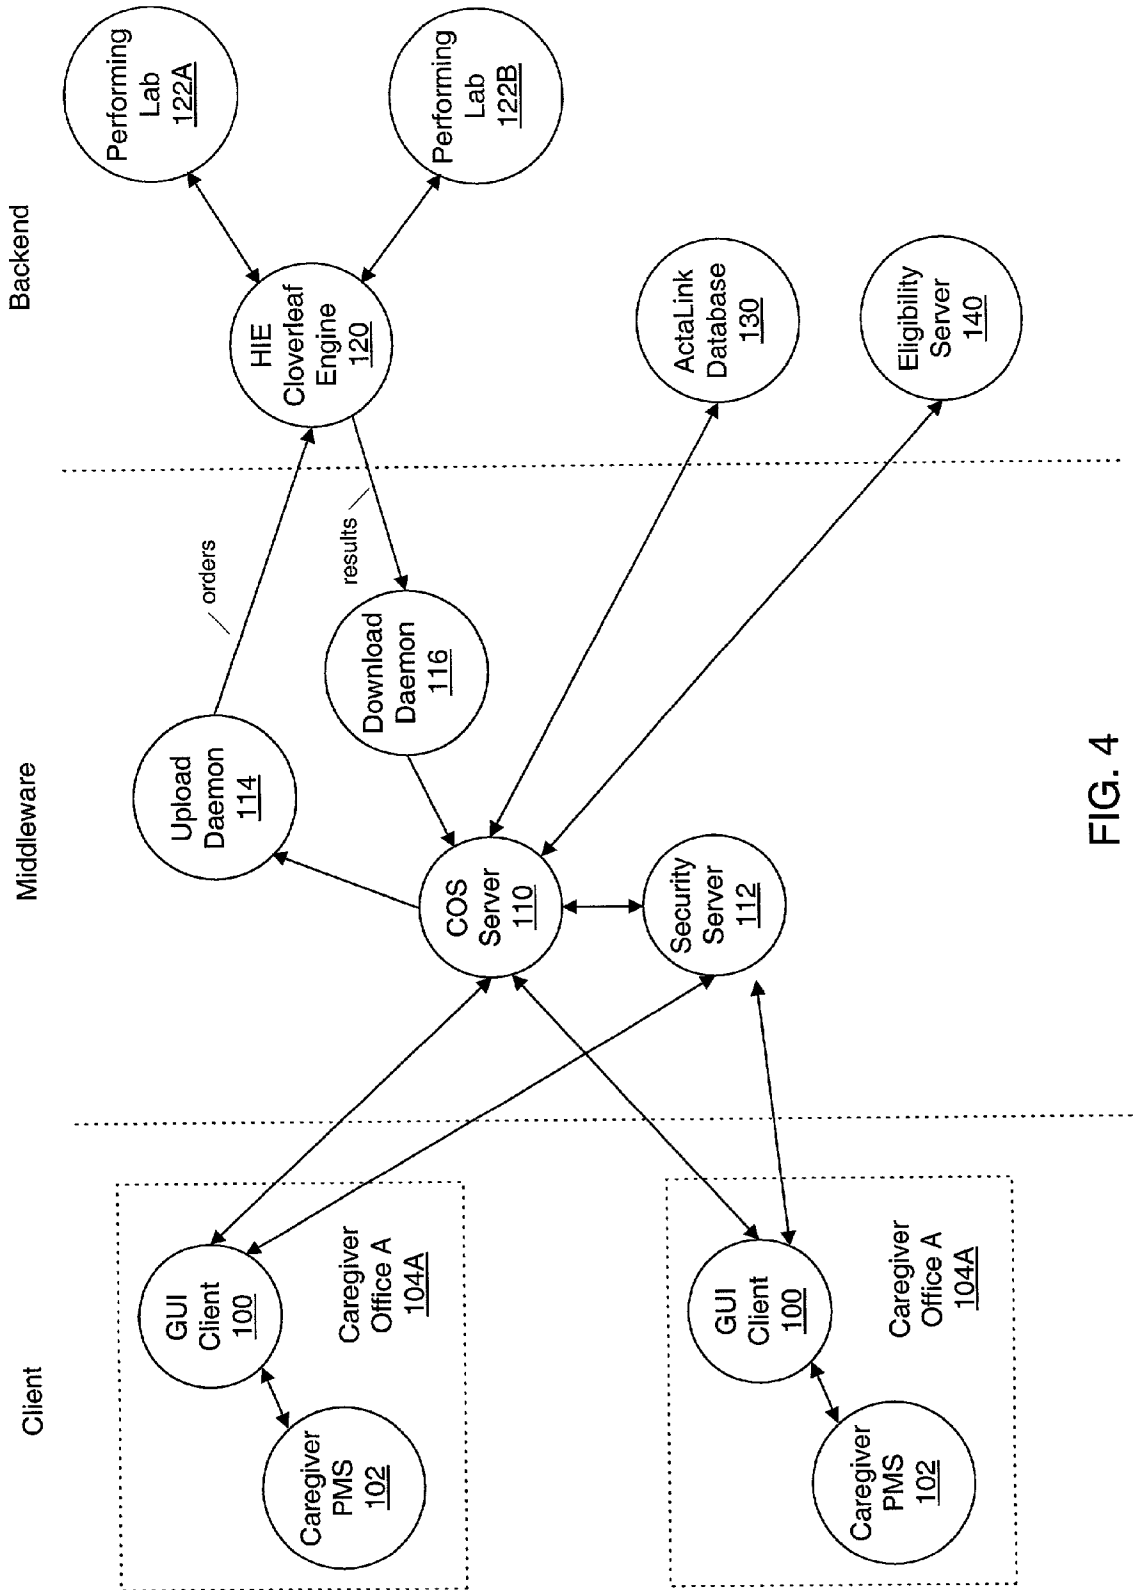 Client
Middleware
Backend
GUI
Client
100
Caregiver
PMS
102
Caregiver
Office A
104A
GUI
Client
100
Caregiver
PMS
102
Caregiver
Office A
104A
Upload
Daemon
114
orders
Download
Daemon
116
results
COS
Server
110
Security
Server
112
HIE
Cloverleaf
Engine
120
Performing
Lab
122A
Performing
Lab
122B
ActaLink
Database
130
Eligibility
Server
140
FIG. 4